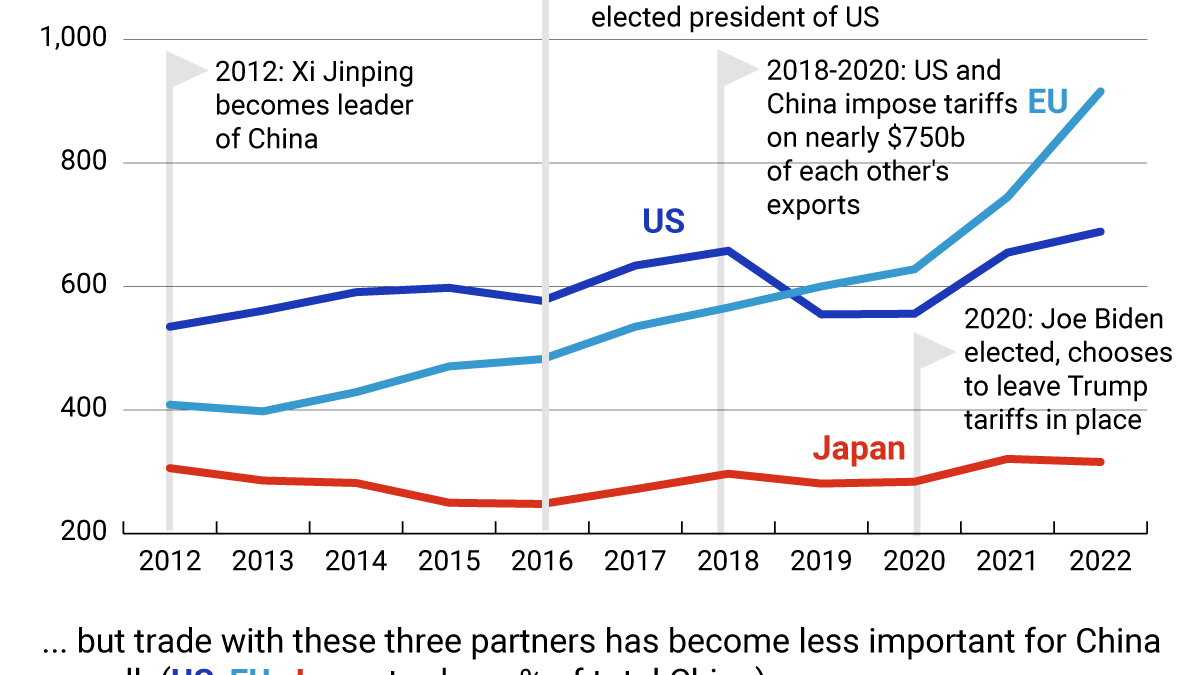 elected president of US
1,000
2012: Xi Jinping
becomes leader
of China
2018-2020: US and
China impose tariffs
on nearly $750b
of each other's
exports
EU
800
US
600
2020: Joe Biden
elected, chooses
to leave Trump
tariffs in place
400
Japan
200
2012 2013 2014 2015 2016 2017 2018 2019 2020 2021 2022
... but trade with these three partners has become less important for China